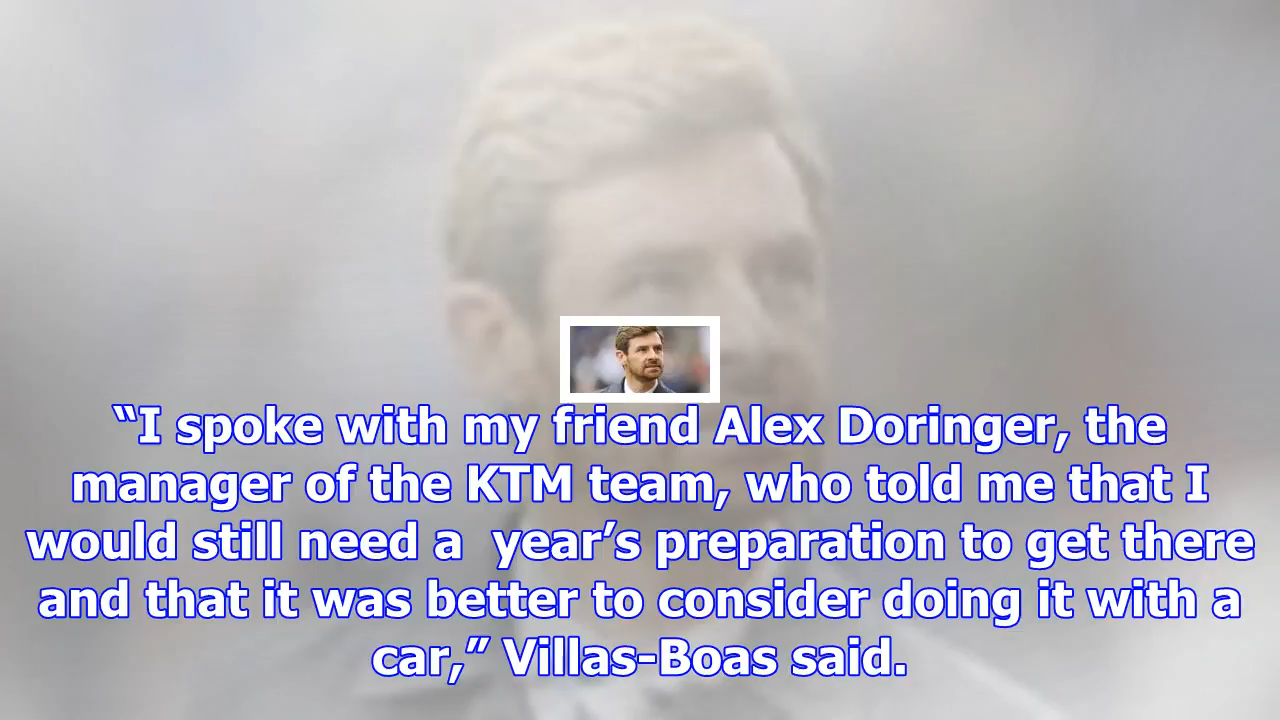 “I spoke with my friend Alex Doringer, the
manager of the KTM team, who told me that I
would still need a  year’s preparation to get there
and that it was better to consider doing it with a
car,” Villas-Boas said.